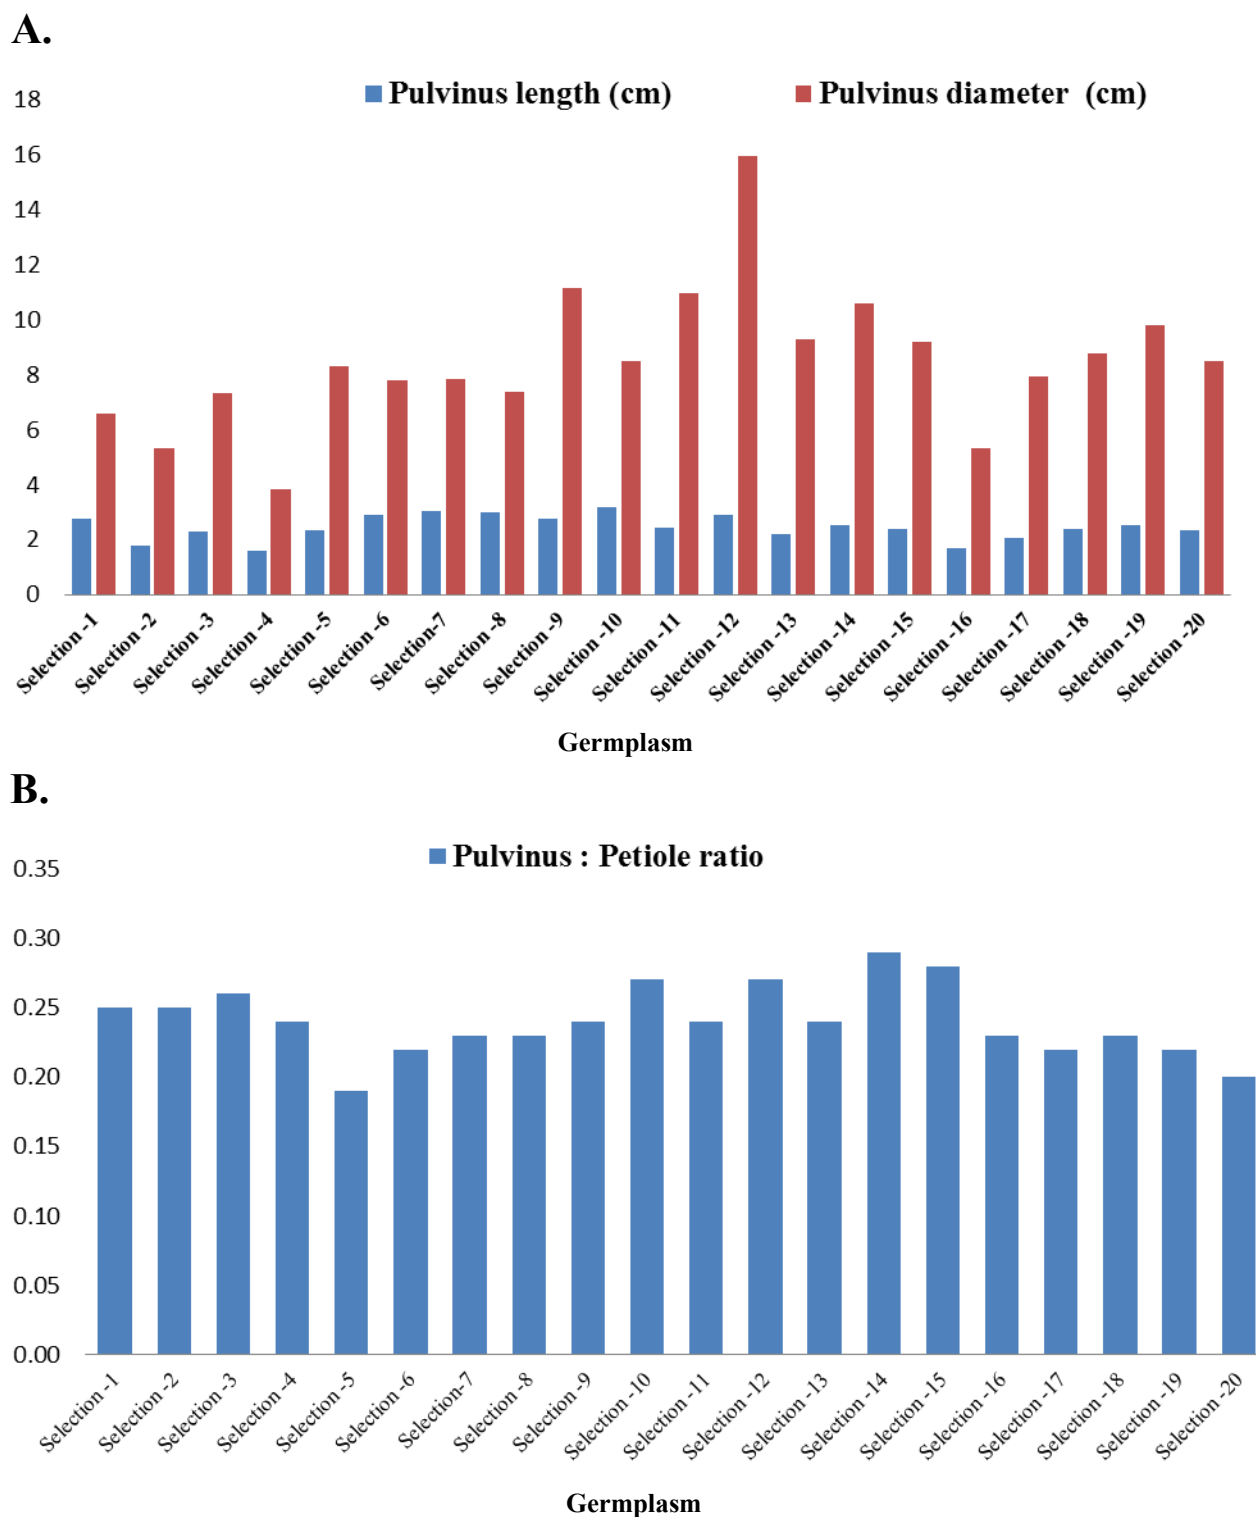 A.
Pulvinus length (cm) Pulvinus diameter (cm)
18
16
14
12
10
8
6
4
2
0
Selection -1 Selection -2 Selection -3 Selection -4 Selection -5 Selection -6 Selection-7 Selection -8 Selection -9 Selection -10 Selection -11 Selection -12 Selection -13 Selection -14 Selection -15 Selection -16 Selection -17 Selection -18 Selection -19 Selection -20
Germplasm
B.
Pulvinus : Petiole ratio
0.35
0.30
0.25
0.20
0.15
0.10
0.05
0.00
Selection -1 Selection -2 Selection -3 Selection -4 Selection -5 Selection -6 Selection-7 Selection -8 Selection -9 Selection -10 Selection -11 Selection -12 Selection -13 Selection -14 Selection -15 Selection -16 Selection -17 Selection -18 Selection -19 Selection -20
Germplasm